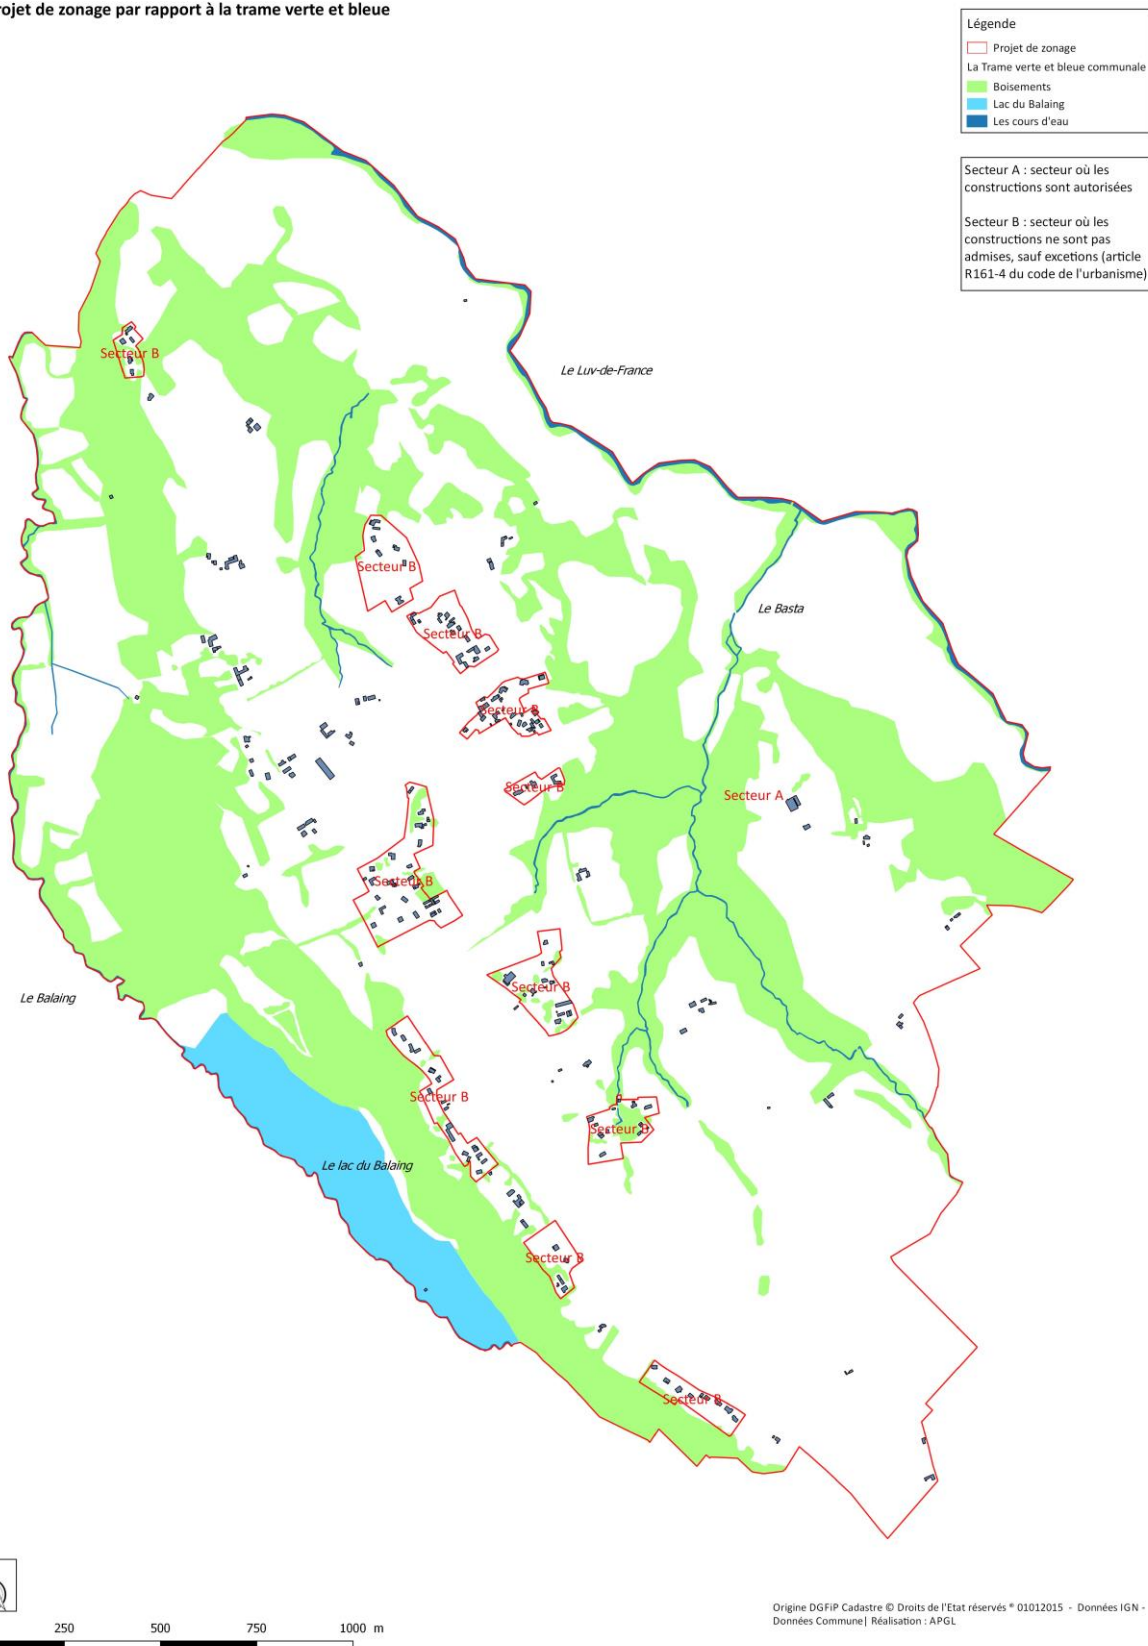 rojet de zonage par rapport à la trame verte et bleue
Légende
Projet de zonage
La Trame verte et bleue communale
Boisements
Lac du Balaing
Les cours d'eau
Secteur A : secteur où les
constructions sont autorisées
Secteur B : secteur où les
constructions ne sont pas
admises, sauf excetions (article
R161-4 du code de l'urbanisme)
Secteur B
Le Luv-de-France
Secteur B
Le Basta
Secteur B
Secteur B
Secteur B
Secteur A
Secteur B
Secteur B
Le Balaing
Secteur B
Secteur B
Le lac du Balaing
Secteur B
Secteur B
250 500 750 1000 m
Origine DGFiP Cadastre © Droits de l'Etat réservés ® 01012015 - Données IGN -
Données Commune| Réalisation : APGL